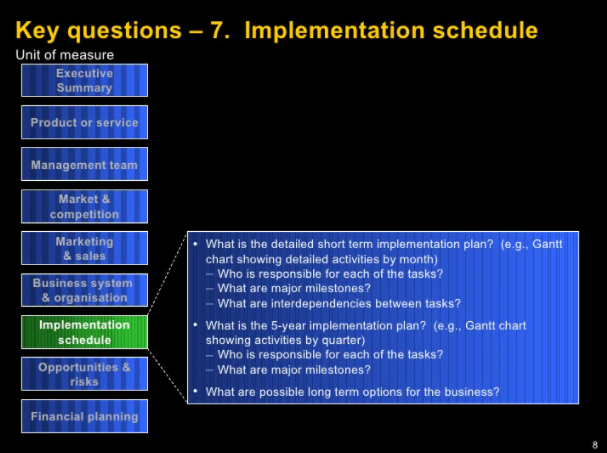 Key questions – 7.  Implementation schedule
Unit of measure
Executive
Summary
Product or service
Management team
Market &
competition
Marketing
& sales
Business system
& organisation
Implementation
schedule
Opportunities &
risks
Financial planning
• What is the detailed short term implementation plan?  (e.g., Gantt
chart showing detailed activities by month)
– Who is responsible for each of the tasks?
– What are major milestones?
– What are interdependencies between tasks?
• What is the 5-year implementation plan?  (e.g., Gantt chart
showing activities by quarter)
– Who is responsible for each of the tasks?
– What are major milestones?
• What are possible long term options for the business?
8